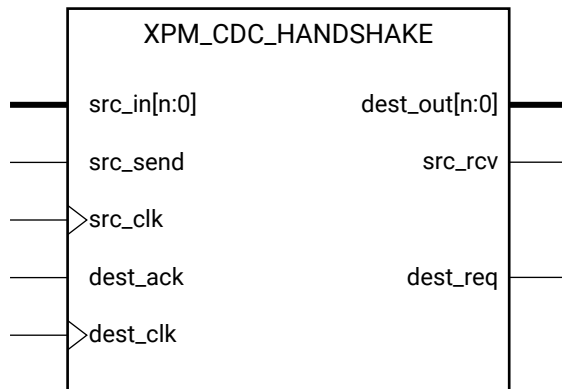 XPM_CDC_HANDSHAKE
src_in[n:0] dest_out[n:0]
src_send src_rcv
src_clk
dest_ack dest_req
dest_clk